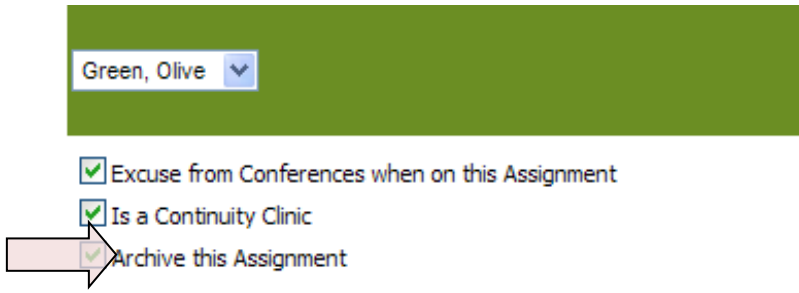 Green, Olive
Excuse from Conferences when on this Assignment
Is a Continuity Clinic
Archive this Assignment